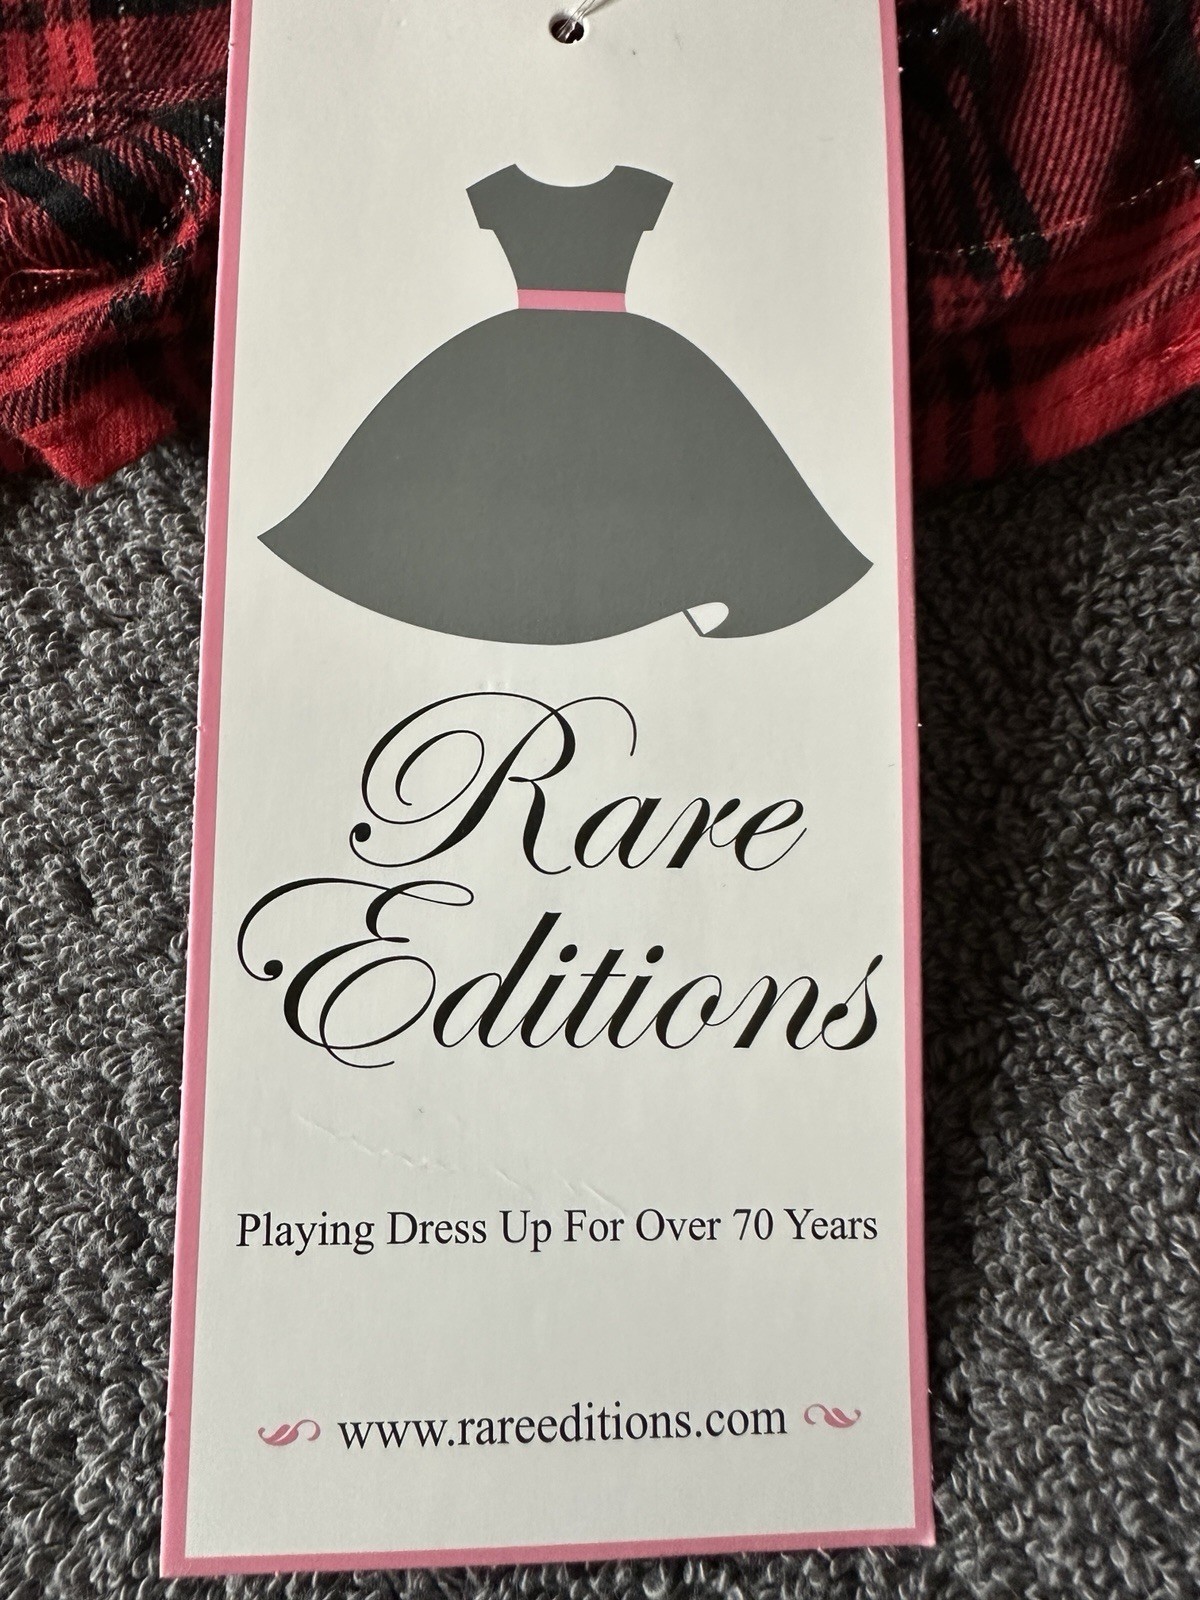 Rare
Editions
Playing Dress Up For Over 70 Years
www.rareeditions.com